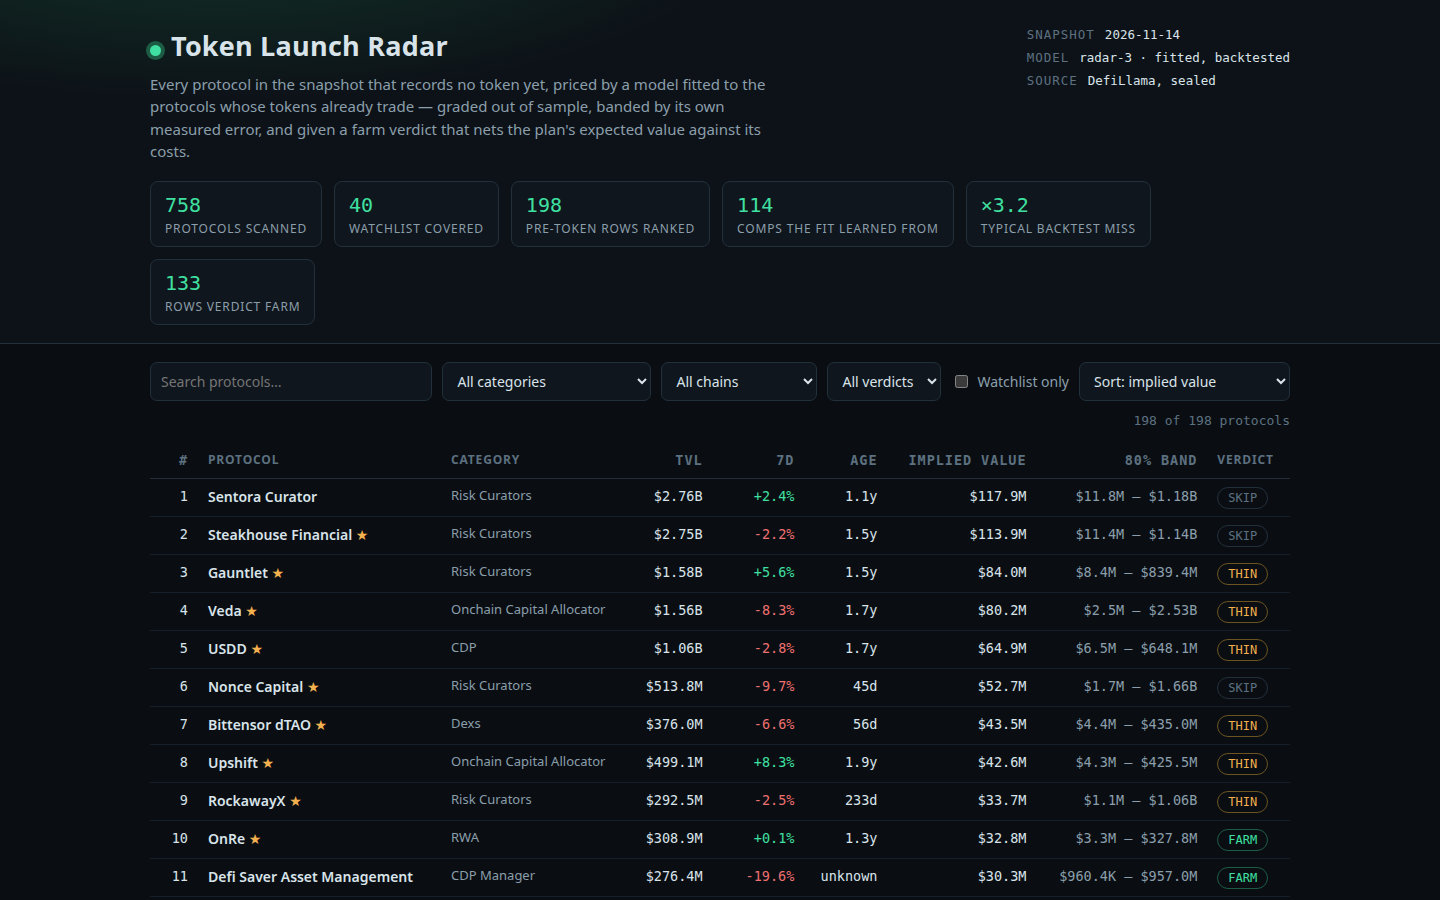 Token Launch Radar
Every protocol in the snapshot that records no token yet, priced by a model fitted to the
protocols whose tokens already trade — graded out of sample, banded by its own
measured error, and given a farm verdict that nets the plan's expected value against its
costs.
SNAPSHOT 2026-11-14
MODEL radar-3 · fitted, backtested
SOURCE DefiLlama, sealed
758
PROTOCOLS SCANNED
40
WATCHLIST COVERED
198
PRE-TOKEN ROWS RANKED
114
COMPS THE FIT LEARNED FROM
×3.2
TYPICAL BACKTEST MISS
133
ROWS VERDICT FARM
Search protocols... All categories All chains All verdicts Watchlist only Sort: implied value
198 of 198 protocols
# PROTOCOL CATEGORY TVL 7D AGE IMPLIED VALUE 80% BAND VERDICT
1 Sentora Curator Risk Curators $2.76B +2.4% 1.1y $117.9M $11.8M — $1.18B SKIP
2 Steakhouse Financial ★ Risk Curators $2.75B -2.2% 1.5y $113.9M $11.4M — $1.14B SKIP
3 Gauntlet ★ Risk Curators $1.58B +5.6% 1.5y $84.0M $8.4M — $839.4M THIN
4 Veda ★ Onchain Capital Allocator $1.56B -8.3% 1.7y $80.2M $2.5M — $2.53B THIN
5 USDD ★ CDP $1.06B -2.8% 1.7y $64.9M $6.5M — $648.1M THIN
6 Nonce Capital ★ Risk Curators $513.8M -9.7% 45d $52.7M $1.7M — $1.66B SKIP
7 Bittensor dTAO ★ Dexs $376.0M -6.6% 56d $43.5M $4.4M — $435.0M THIN
8 Upshift ★ Onchain Capital Allocator $499.1M +8.3% 1.9y $42.6M $4.3M — $425.5M THIN
9 RockawayX ★ Risk Curators $292.5M -2.5% 233d $33.7M $1.1M — $1.06B THIN
10 OnRe ★ RWA $308.9M +0.1% 1.3y $32.8M $3.3M — $327.8M FARM
11 Defi Saver Asset Management CDP Manager $276.4M -19.6% unknown $30.3M $960.4K — $957.0M FARM